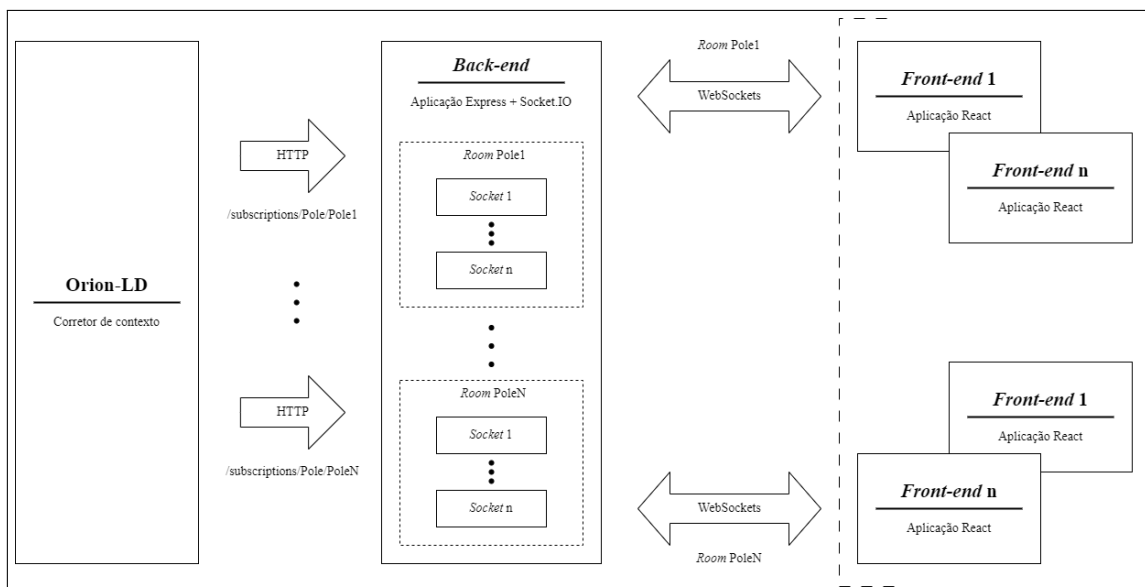 Orion-LD
Corretor de contexto
HTTP
/subscriptions/Pole/Pole1
HTTP
/subscriptions/Pole/PoleN
Back-end
Aplicação Express + Socket.IO
Room Pole1
Socket 1
Socket n
Room PoleN
Socket 1
Socket n
Room Pole1
WebSockets
WebSockets
Room PoleN
Front-end 1
Aplicação React
Front-end n
Aplicação React
Front-end 1
Aplicação React
Front-end n
Aplicação React